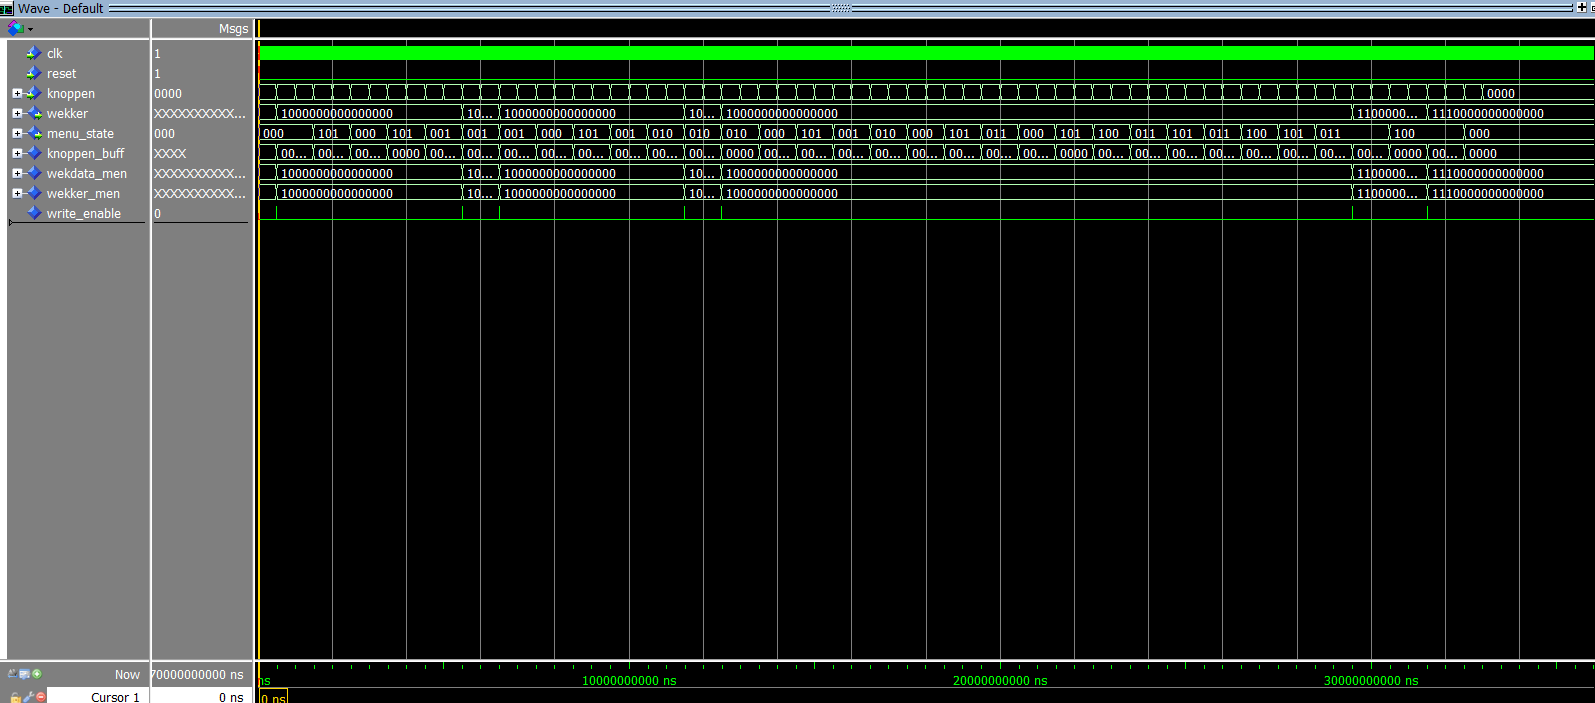 Wave - Default
Msgs
clk 1
reset 1
knoppen 0000 0000
wekker XXXXXXXXXX... 1000000000000000 10... 1000000000000000 10... 1000000000000000 1100000... 1110000000000000
menu_state 000 000 101 000 101 001 001 001 000 101 001 010 010 010 000 101 001 010 000 101 011 000 101 100 011 101 011 100 101 011 100 000
knoppen_buff XXXX 00... 00... 00... 0000 00... 00... 00... 00... 00... 00... 00... 00... 0000 00... 00... 00... 00... 00... 00... 00... 00... 0000 00... 00... 00... 00... 00... 00... 00... 00... 0000 00... 0000
wekdata_men XXXXXXXXXX... 1000000000000000 10... 1000000000000000 10... 1000000000000000 1100000... 1110000000000000
wekker_men XXXXXXXXXX... 1000000000000000 10... 1000000000000000 10... 1000000000000000 1100000... 1110000000000000
write_enable 0
Now 70000000000 ns ns 10000000000 ns 20000000000 ns 30000000000 ns
Cursor 1 0 ns 0 ns